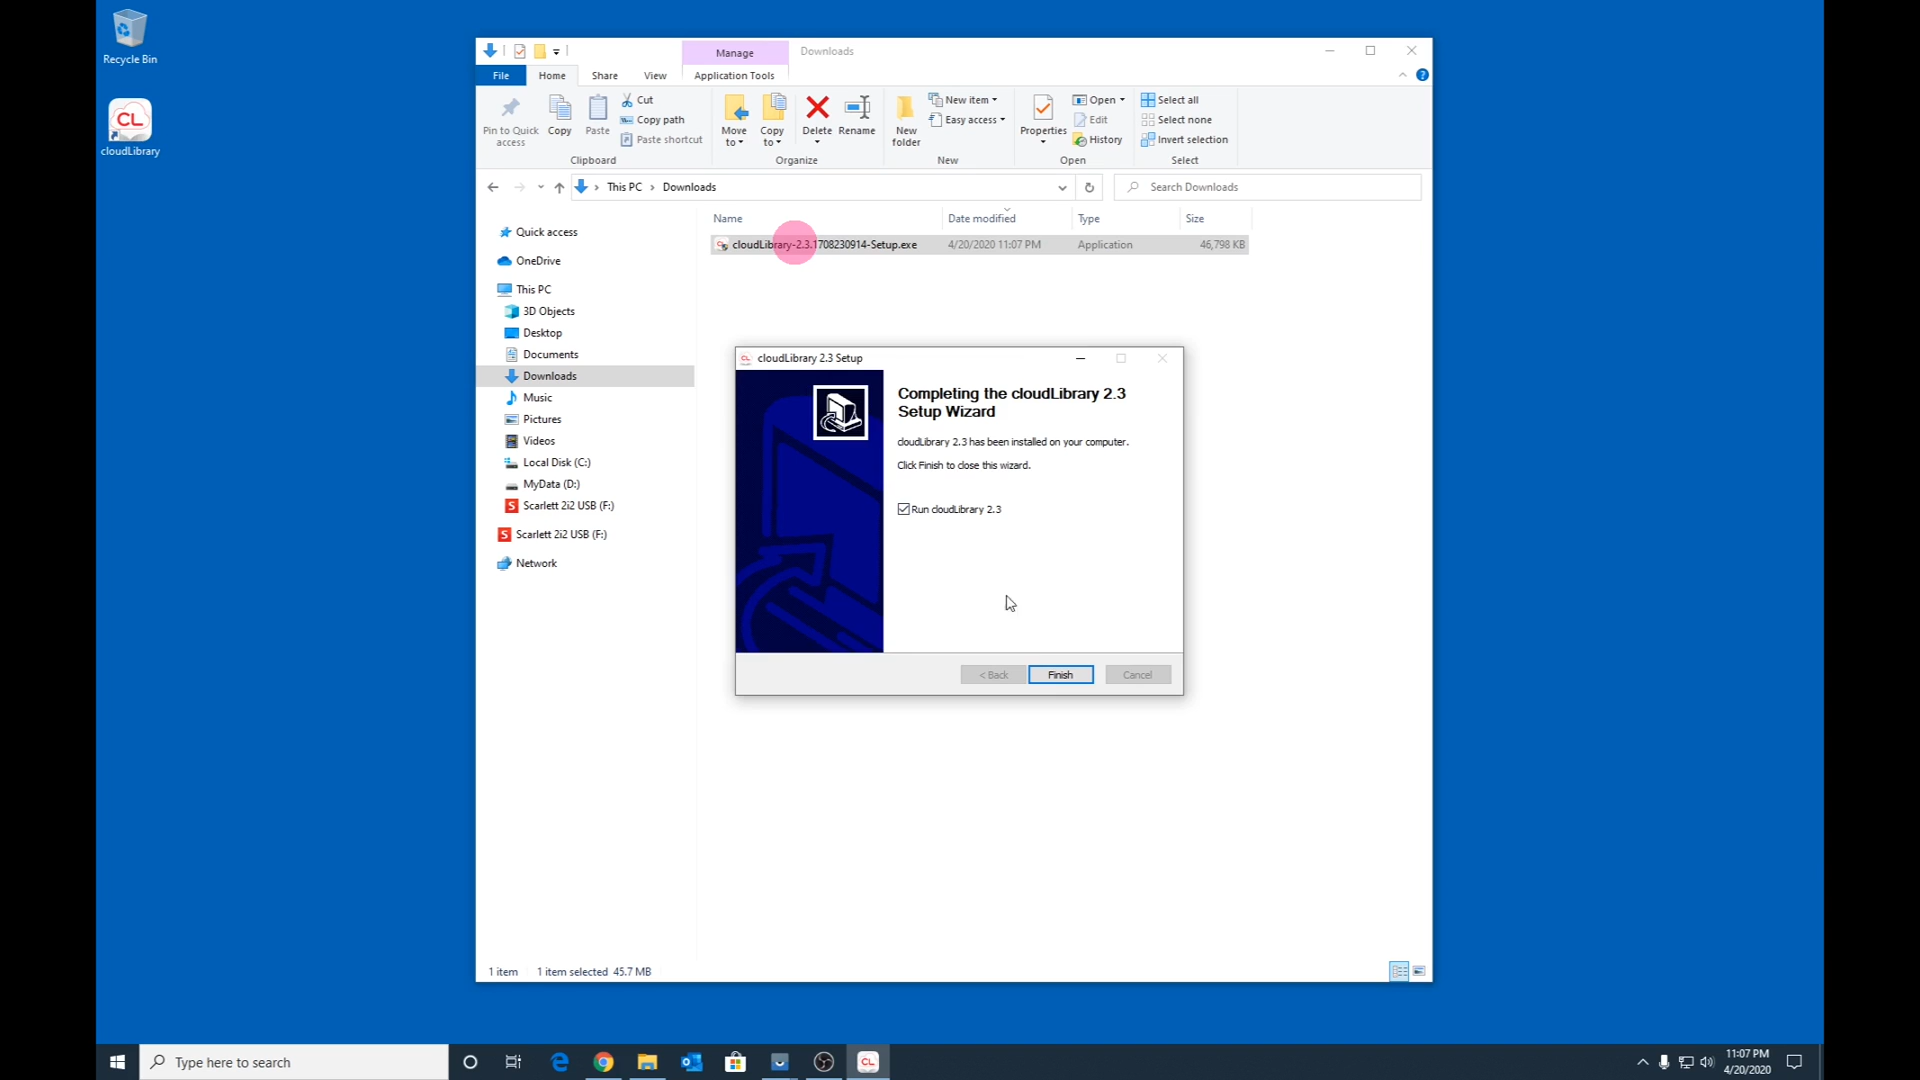 Recycle Bin
CL
cloudLibrary
Manage
Downloads
File
Home
Share
View
Application Tools
Pin to Quick
access
Copy
Paste
Cut
Copy path
Paste shortcut
Clipboard
Move
to
Copy
to
Delete
Rename
Organize
New
folder
New item
Easy access
New
Properties
Open
Edit
History
Open
Select all
Select none
Invert selection
Select
This PC > Downloads
Search Downloads
Name
Date modified
Type
Size
cloudLibrary-2.3.1708230914-Setup.exe
4/20/2020 11:07 PM
Application
46,798 KB
Quick access
OneDrive
This PC
3D Objects
Desktop
Documents
Downloads
Music
Pictures
Videos
Local Disk (C:)
MyData (D:)
Scarlett 2i2 USB (F:)
Scarlett 2i2 USB (F:)
Network
cloudLibrary 2.3 Setup
Completing the cloudLibrary 2.3
Setup Wizard
cloudLibrary 2.3 has been installed on your computer.
Click Finish to close this wizard.
Run cloudLibrary 2.3
< Back
Finish
Cancel
1 item
1 item selected 45.7 MB
Type here to search
CL
11:07 PM
4/20/2020